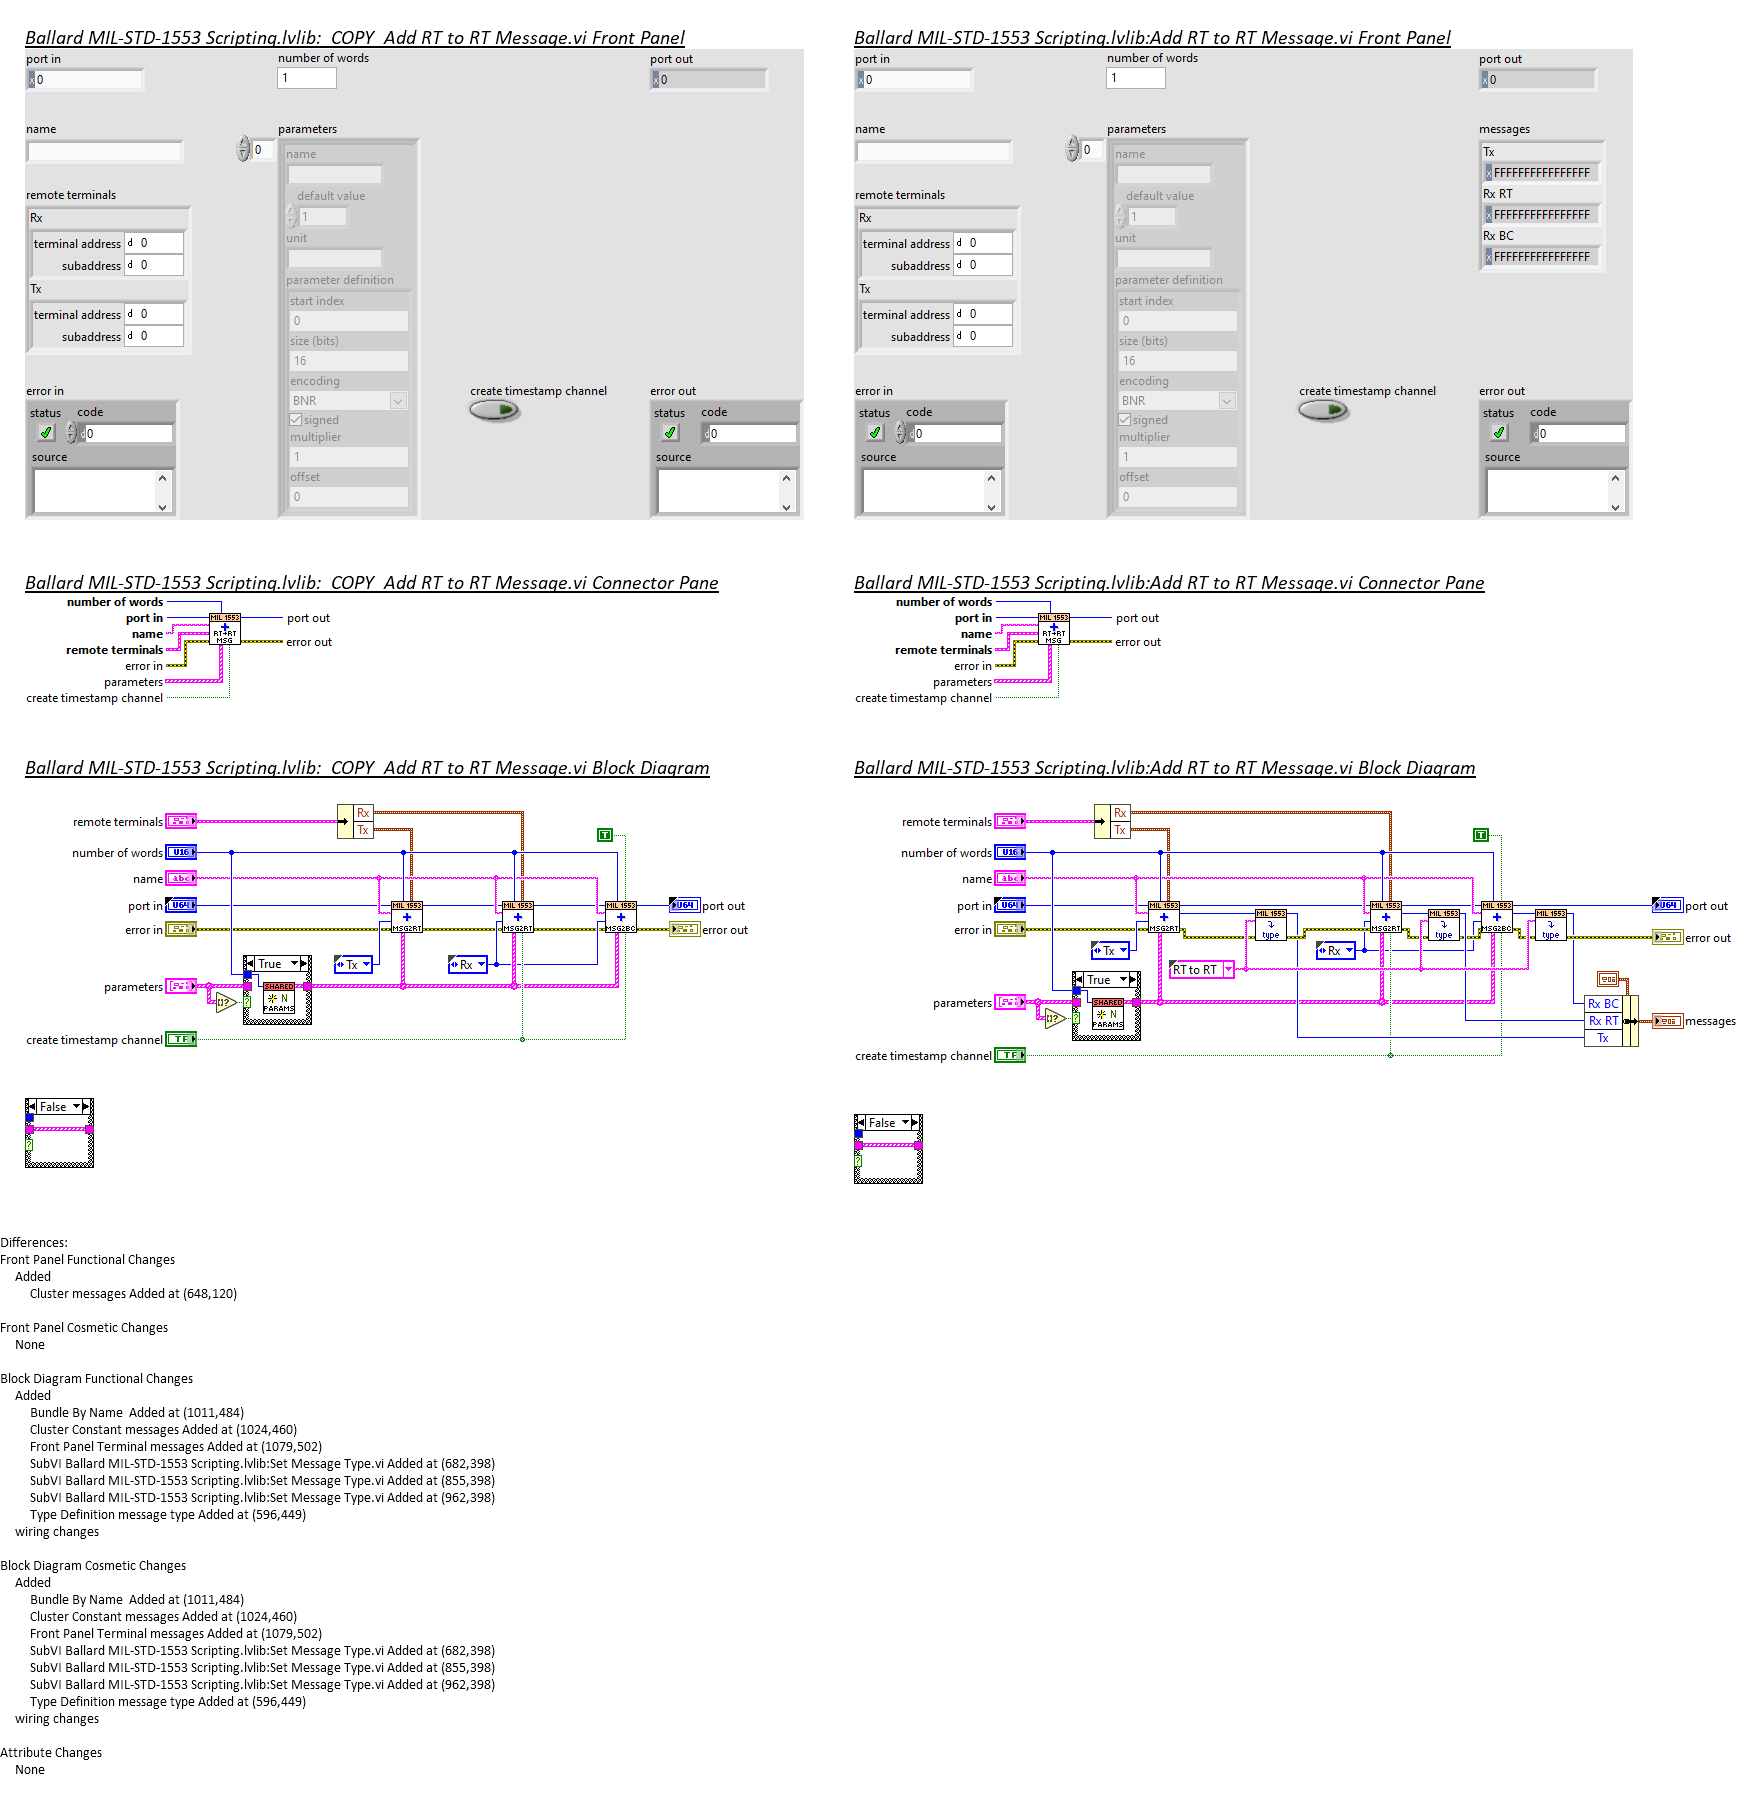 Ballard MIL-STD-1553 Scripting.lvlib:  COPY  Add RT to RT Message.vi Front Panel
port in
x 0
number of words
1
port out
x 0
name
0
parameters
name
default value
1
unit
parameter definition
start index
0
size (bits)
16
encoding
BNR
signed
multiplier
1
offset
0
remote terminals
Rx
terminal address d 0
subaddress d 0
Tx
terminal address d 0
subaddress d 0
create timestamp channel
error in
status code
d 0
source
error out
status code
d 0
source
Ballard MIL-STD-1553 Scripting.lvlib:Add RT to RT Message.vi Front Panel
port in
x 0
number of words
1
port out
x 0
name
0
parameters
name
default value
1
unit
parameter definition
start index
0
size (bits)
16
encoding
BNR
signed
multiplier
1
offset
0
messages
Tx
x FFFFFFFFFFFFFFFF
Rx RT
x FFFFFFFFFFFFFFFF
Rx BC
x FFFFFFFFFFFFFFFF
remote terminals
Rx
terminal address d 0
subaddress d 0
Tx
terminal address d 0
subaddress d 0
create timestamp channel
error in
status code
d 0
source
error out
status code
d 0
source
Ballard MIL-STD-1553 Scripting.lvlib:  COPY  Add RT to RT Message.vi Connector Pane
number of words
port in
name
remote terminals
error in
parameters
create timestamp channel
MIL 1553
RT→RT
MSG
port out
error out
Ballard MIL-STD-1553 Scripting.lvlib:Add RT to RT Message.vi Connector Pane
number of words
port in
name
remote terminals
error in
parameters
create timestamp channel
MIL 1553
RT→RT
MSG
port out
error out
Ballard MIL-STD-1553 Scripting.lvlib:  COPY  Add RT to RT Message.vi Block Diagram
remote terminals
Rx
Tx
T
number of words U16
name abc
port in U64
MIL 1553
MSG2RT
MIL 1553
MSG2RT
MIL 1553
MSG2BC
U64 port out
error in
error out
True
Tx
Rx
parameters
[]?
?
SHARED
N
PARAMS
create timestamp channel TF
False
?
Ballard MIL-STD-1553 Scripting.lvlib:Add RT to RT Message.vi Block Diagram
remote terminals
Rx
Tx
T
number of words U16
name abc
port in U64
MIL 1553
MSG2RT
MIL 1553
type
MIL 1553
MSG2RT
MIL 1553
type
MIL 1553
MSG2BC
MIL 1553
type
U64 port out
error in
error out
Tx
Rx
RT to RT
True
parameters
[]?
?
SHARED
N
PARAMS
Rx BC
Rx RT
Tx
messages
create timestamp channel TF
False
?
Differences:
Front Panel Functional Changes
Added
Cluster messages Added at (648,120)
Front Panel Cosmetic Changes
None
Block Diagram Functional Changes
Added
Bundle By Name  Added at (1011,484)
Cluster Constant messages Added at (1024,460)
Front Panel Terminal messages Added at (1079,502)
SubVI Ballard MIL-STD-1553 Scripting.lvlib:Set Message Type.vi Added at (682,398)
SubVI Ballard MIL-STD-1553 Scripting.lvlib:Set Message Type.vi Added at (855,398)
SubVI Ballard MIL-STD-1553 Scripting.lvlib:Set Message Type.vi Added at (962,398)
Type Definition message type Added at (596,449)
wiring changes
Block Diagram Cosmetic Changes
Added
Bundle By Name  Added at (1011,484)
Cluster Constant messages Added at (1024,460)
Front Panel Terminal messages Added at (1079,502)
SubVI Ballard MIL-STD-1553 Scripting.lvlib:Set Message Type.vi Added at (682,398)
SubVI Ballard MIL-STD-1553 Scripting.lvlib:Set Message Type.vi Added at (855,398)
SubVI Ballard MIL-STD-1553 Scripting.lvlib:Set Message Type.vi Added at (962,398)
Type Definition message type Added at (596,449)
wiring changes
Attribute Changes
None